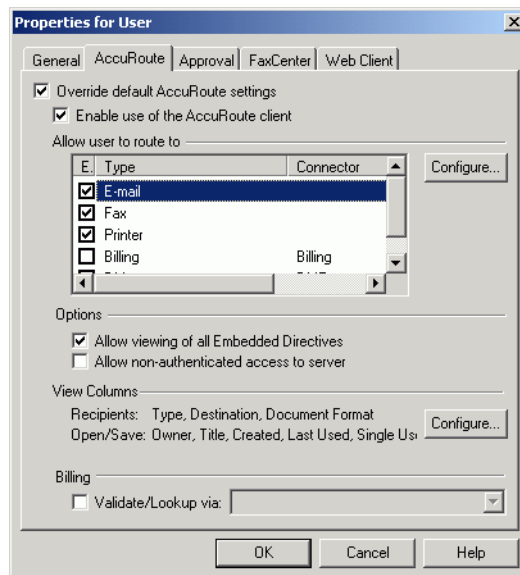 Properties for User
General AccuRoute Approval FaxCenter Web Client
Override default AccuRoute settings
Enable use of the AccuRoute client
Allow user to route to
E. Type Connector Configure...
E-mail
Fax
Printer
Billing Billing
Options
Allow viewing of all Embedded Directives
Allow non-authenticated access to server
View Columns
Recipients: Type, Destination, Document Format
Open/Save: Owner, Title, Created, Last Used, Single Us Configure...
Billing
Validate/Lookup via:
OK Cancel Help